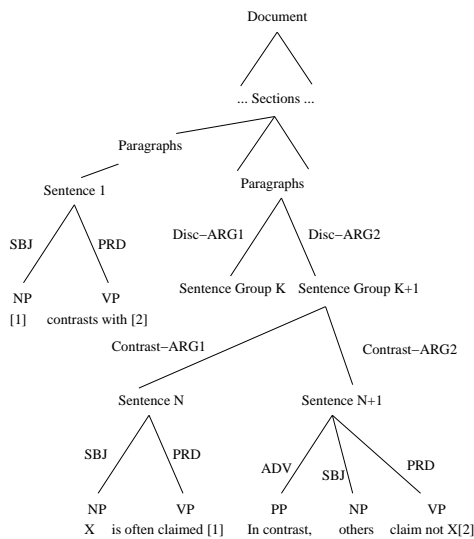 Document
... Sections ...
Paragraphs
Paragraphs
Sentence 1
SBJ PRD
Disc−ARG1 Disc−ARG2
NP VP
[1] contrasts with [2]
Sentence Group K Sentence Group K+1
Contrast−ARG1 Contrast−ARG2
Sentence N Sentence N+1
SBJ PRD ADV SBJ PRD
NP VP PP NP VP
X is often claimed [1] In contrast, others claim not X[2]